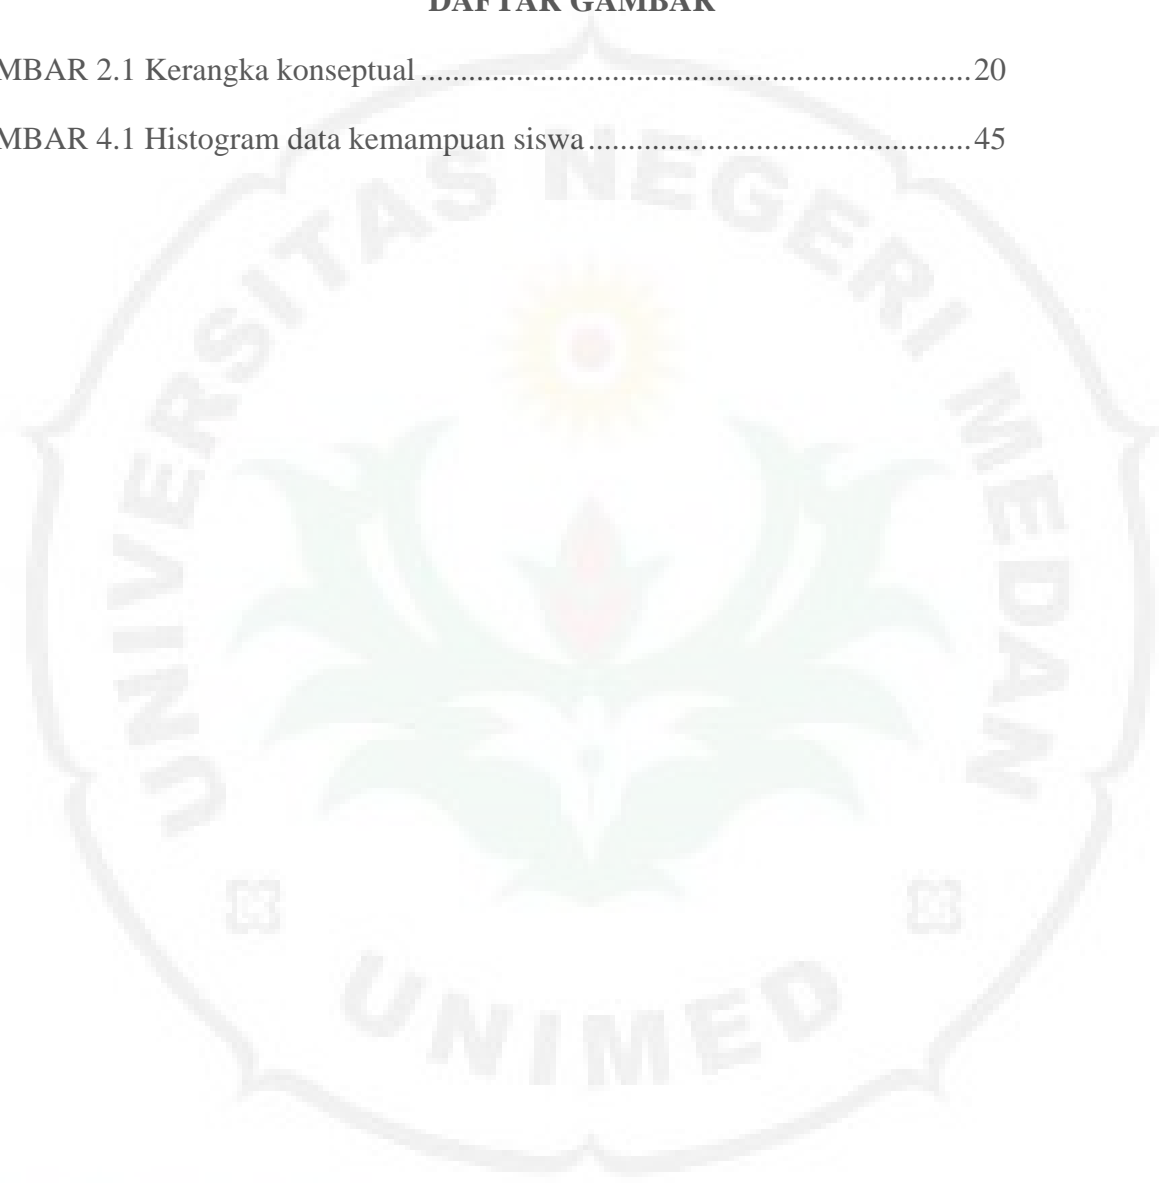 DAFTAR GAMBAR
MBAR 2.1 Kerangka konseptual ........................................................................20
MBAR 4.1 Histogram data kemampuan siswa ..................................................45
UNIVERSITAS NEGERI MEDAN
UNIMED